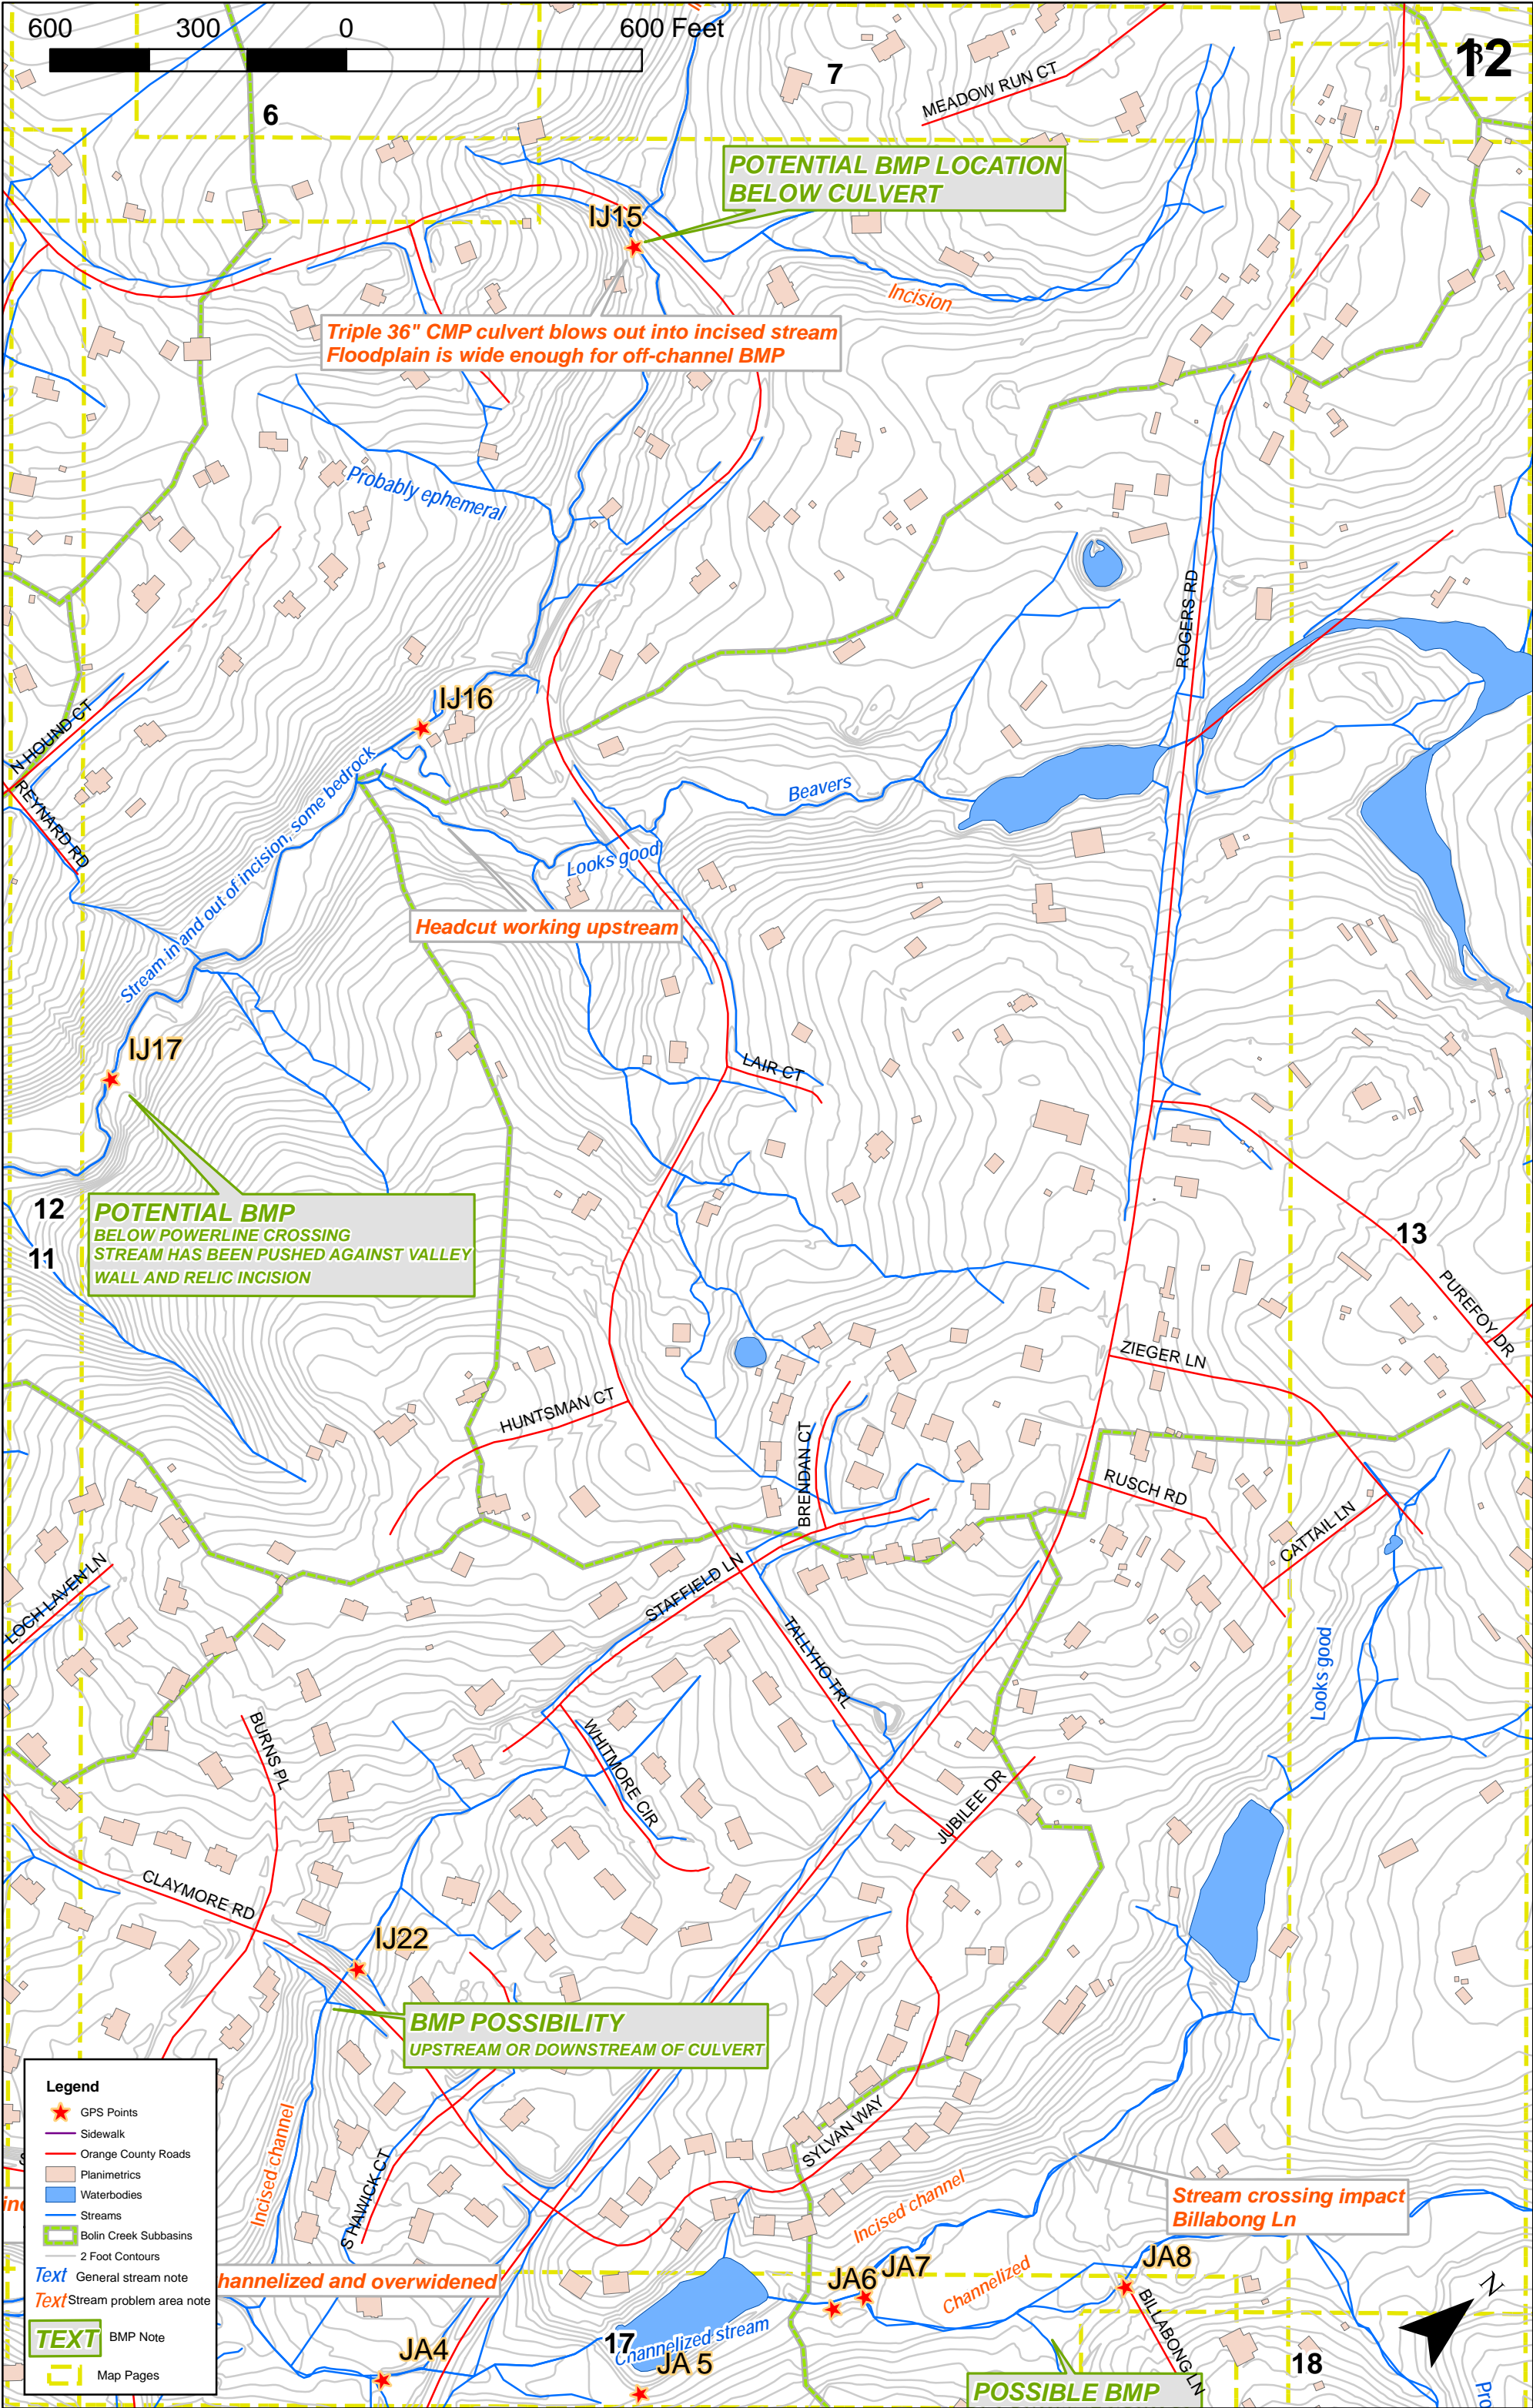 600 300 0 600 Feet
12
6
7
MEADOW RUN CT
POTENTIAL BMP LOCATION
BELOW CULVERT
IJ15
Incision
Triple 36" CMP culvert blows out into incised stream
Floodplain is wide enough for off-channel BMP
Probably ephemeral
ROGERS RD
IJ16
N HOUND CT
REYNARD RD
Stream in and out of incision, some bedrock
Beavers
Looks good
Headcut working upstream
IJ17
LAIR CT
12
11
POTENTIAL BMP
BELOW POWERLINE CROSSING
STREAM HAS BEEN PUSHED AGAINST VALLEY
WALL AND RELIC INCISION
13
PUREFOY DR
ZIEGER LN
HUNTSMAN CT
BRENDAN CT
RUSCH RD
CATTAIL LN
LOCH LAVEN LN
STAFFIELD LN
TALLYHO TRL
Looks good
BURNS PL
WHITMORE CIR
JUBILEE DR
CLAYMORE RD
IJ22
BMP POSSIBILITY
UPSTREAM OR DOWNSTREAM OF CULVERT
Incised channel
S HAWICK CT
SYLVAN WAY
Incised channel
Stream crossing impact
Billabong Ln
Legend
GPS Points
Sidewalk
Orange County Roads
Planimetrics
Waterbodies
Streams
Bolin Creek Subbasins
2 Foot Contours
Text General stream note
Text Stream problem area note
TEXT BMP Note
Map Pages
hannelized and overwidened
JA6
JA7
JA8
Channelized
BILLABONG LN
N
17
Channelized stream
JA4
JA 5
18
POSSIBLE BMP
Pro